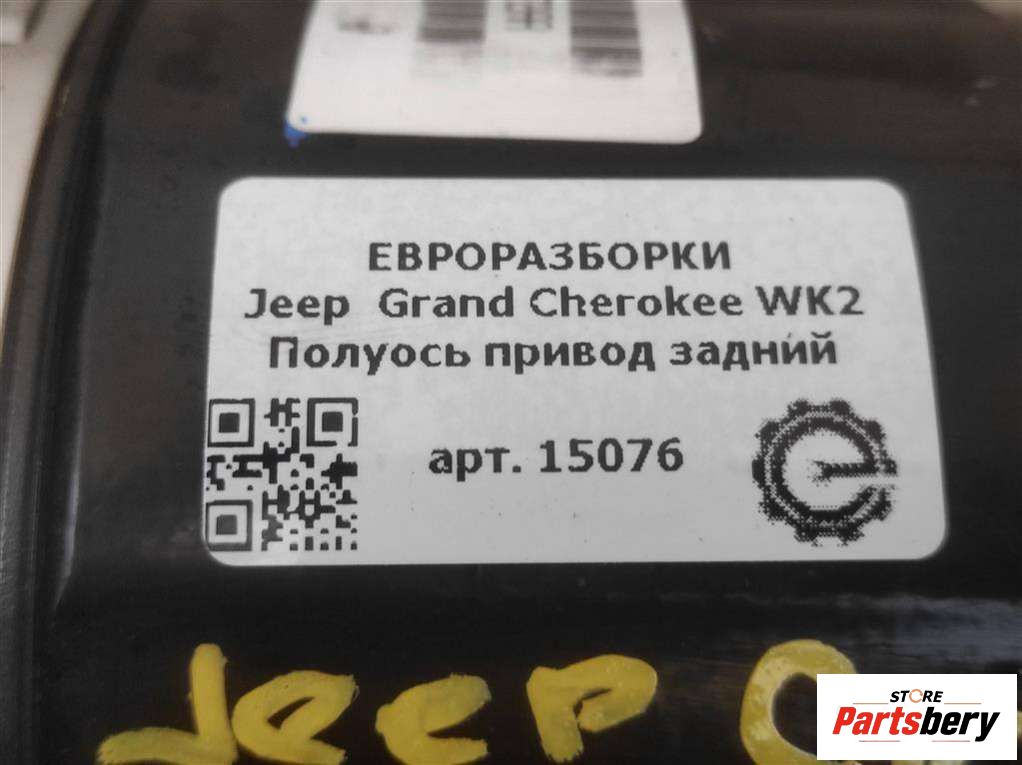 ЕВРОРАЗБОРКИ
Jeep Grand Cherokee WK2
Полуось привод задний
арт. 15076
Jeep
STORE
Partsbery